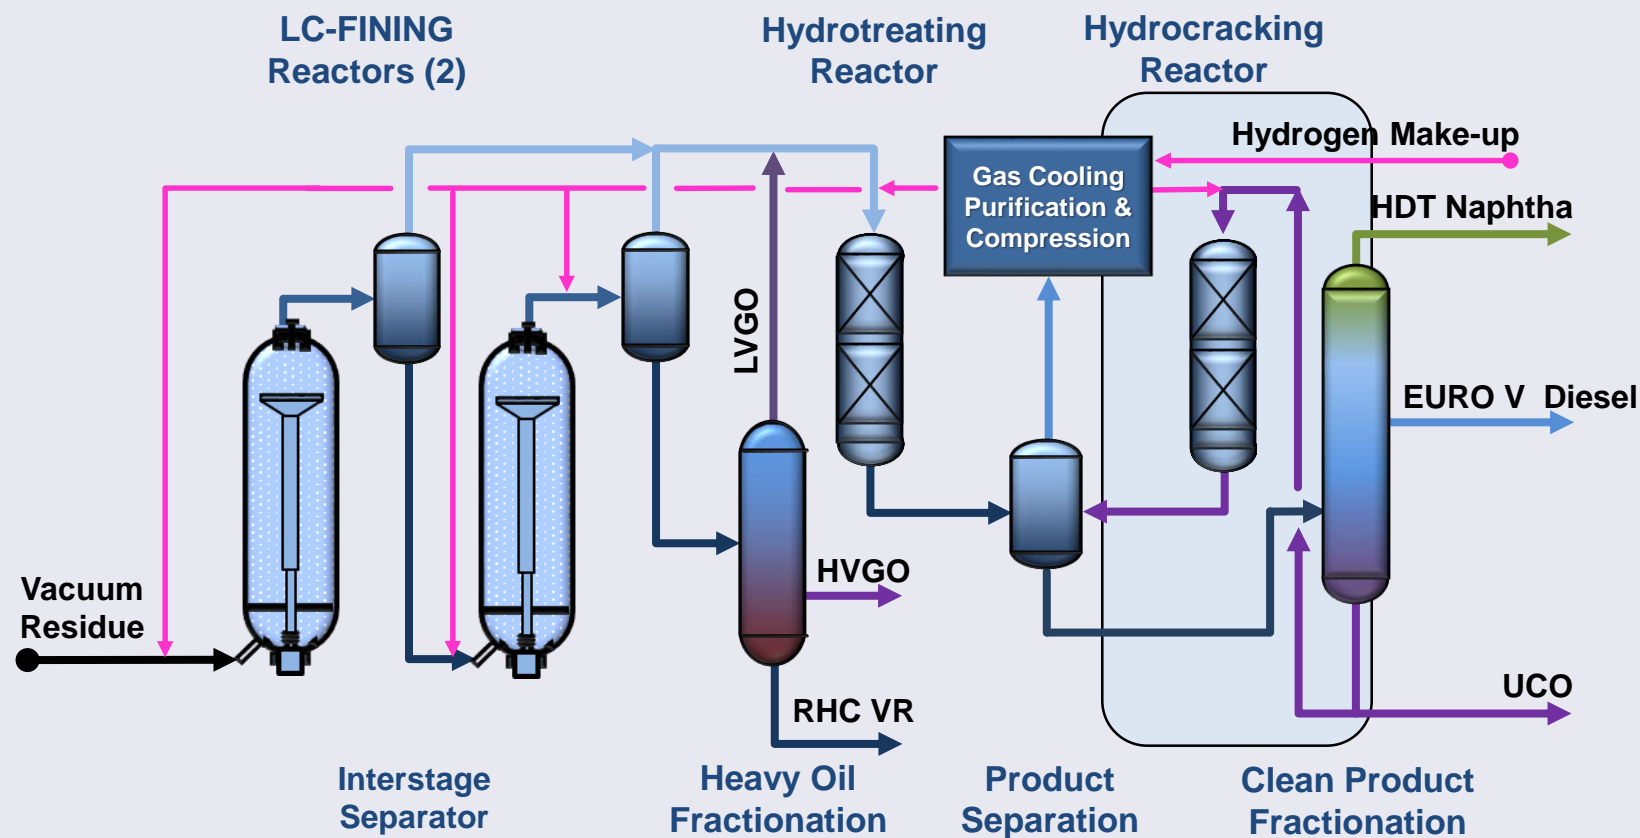 LC-FINING
Reactors (2)
Hydrotreating
Reactor
Hydrocracking
Reactor
Hydrogen Make-up
Gas Cooling
Purification &
Compression
HDT Naphtha
LVGO
EURO V  Diesel
Vacuum
Residue
HVGO
UCO
RHC VR
Interstage
Separator
Heavy Oil
Fractionation
Product
Separation
Clean Product
Fractionation